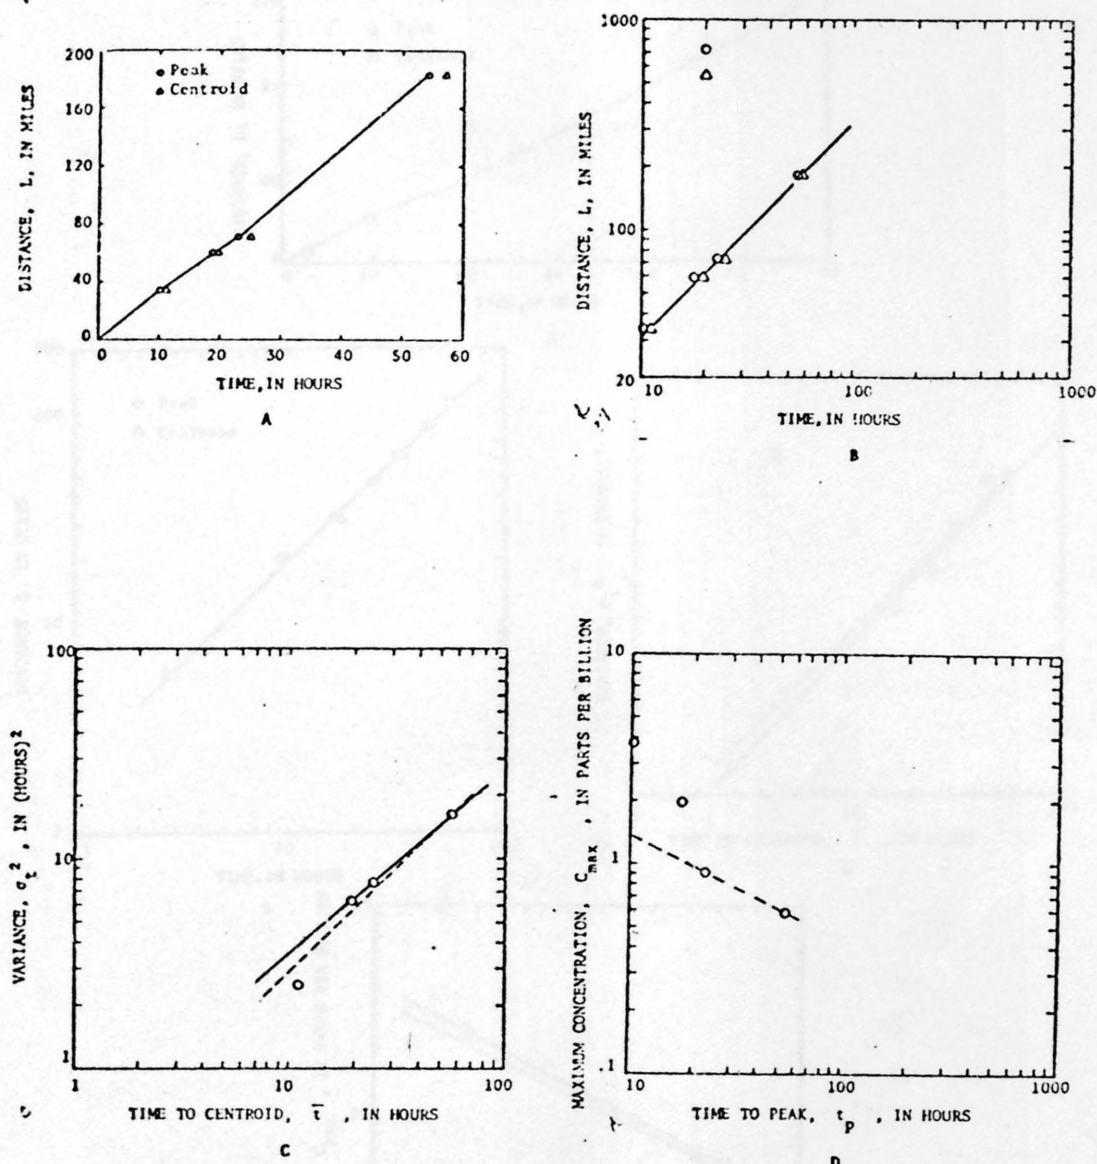 200
160
120
80
40
0
DISTANCE, L, IN MILES
Peak
Centroid
0 10 20 30 40 50 60
TIME, IN HOURS
A
1000
100
20
DISTANCE, L, IN MILES
10 100 1000
TIME, IN HOURS
B
100
10
1
VARIANCE, σt², IN (HOURS)²
1 10 100
TIME TO CENTROID, t̅, IN HOURS
C
10
1
.1
MAXIMUM CONCENTRATION, Cmax, IN PARTS PER BILLION
10 100 1000
TIME TO PEAK, tp, IN HOURS
D